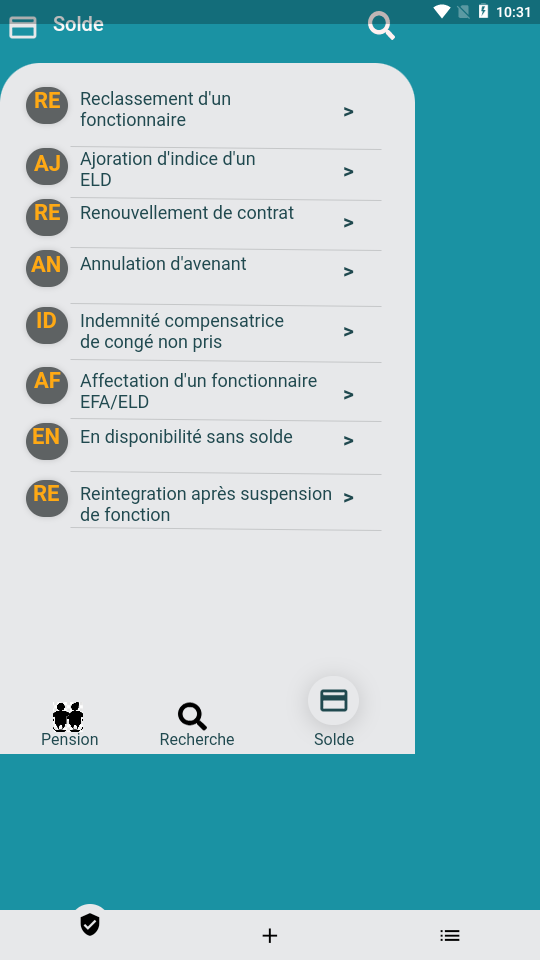 10:31
Solde
RE
Reclassement d'un
fonctionnaire
>
AJ
Ajoration d'indice d'un
ELD
>
RE
Renouvellement de contrat
>
AN
Annulation d'avenant
>
ID
Indemnité compensatrice
de congé non pris
>
AF
Affectation d'un fonctionnaire
EFA/ELD
>
EN
En disponibilité sans solde
>
RE
Reintegration après suspension
de fonction
>
Pension
Recherche
Solde